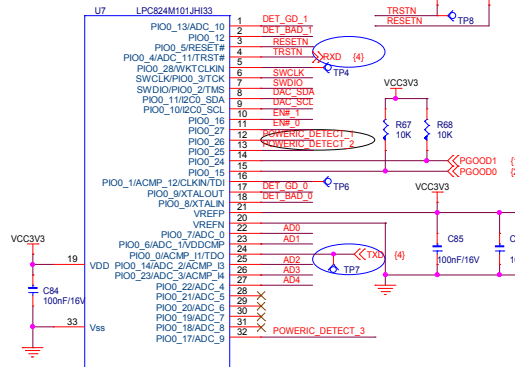 U7 LPC824M101JHI33
TRSTN
RESETN
TP8
PIO0_13/ADC_10 1 DET_GD_1
PIO0_12 2 DET_BAD_1
PIO0_5/RESET# 3 RESETN
PIO0_4/ADC_11/TRST# 4 TRSTN RXD {4}
PIO0_28/WKTCLKIN 5 TP4
SWCLK/PIO0_3/TCK 6 SWCLK
SWDIO/PIO0_2/TMS 7 SWDIO
PIO0_11/I2C0_SDA 8 DAC_SDA
PIO0_10/I2C0_SCL 9 DAC_SCL
PIO0_16 10 EN#_1
PIO0_27 11 EN#_0
PIO0_26 12 POWERIC_DETECT_1
PIO0_25 13 POWERIC_DETECT_2
PIO0_24 14
PIO0_15 15
VCC3V3
R67
10K
R68
10K
PGOOD1
PGOOD0
PIO0_1/ACMP_12/CLKIN/TDI 16 TP6
PIO0_9/XTALOUT 17 DET_GD_0
PIO0_8/XTALIN 18 DET_BAD_0
VCC3V3
VREFP 21
VREFN 20
PIO0_7/ADC_0 22 AD0
PIO0_6/ADC_1/VDDCMP 23 AD1
PIO0_0/ACMP_I1/TDO 24 TXD {4}
PIO0_14/ADC_2/ACMP_I3 25 AD2 TP7
PIO0_23/ADC_3/ACMP_I4 26 AD3
PIO0_22/ADC_4 27 AD4
PIO0_21/ADC_5 28
PIO0_20/ADC_6 29
PIO0_19/ADC_7 30
PIO0_18/ADC_8 31
PIO0_17/ADC_9 32 POWERIC_DETECT_3
C85
100nF/16V
VCC3V3
19 VDD
C84
100nF/16V
33 Vss